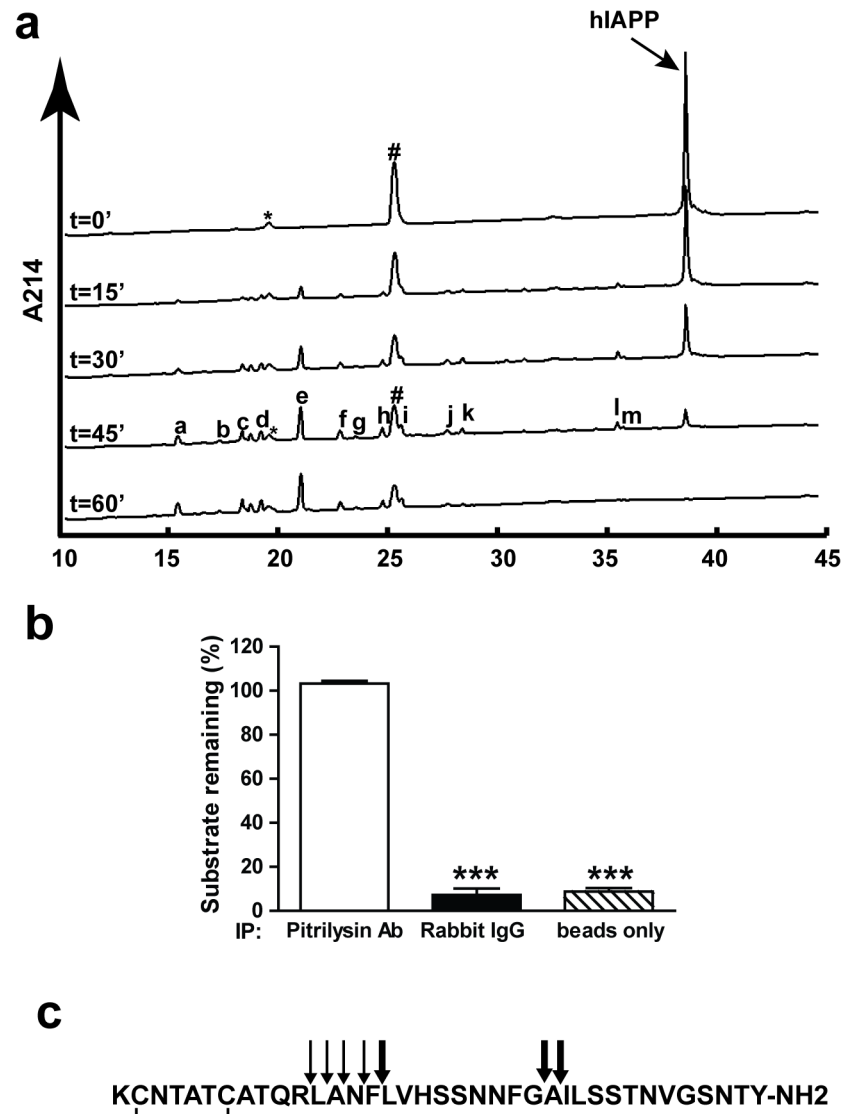 a
hIAPP
A214
#
t=0’
*
t=15’
t=30’
t=45’
a b c d * e f g h # i j k l m
t=60’
10 15 20 25 30 35 40 45
b
Substrate remaining (%)
120
100
80
60
40
20
0
*** ***
IP: Pitrilysin Ab Rabbit IgG beads only
c
KCNTATCATQRLANFLVHSSNNFGAILSSTNVGSNTY-NH2